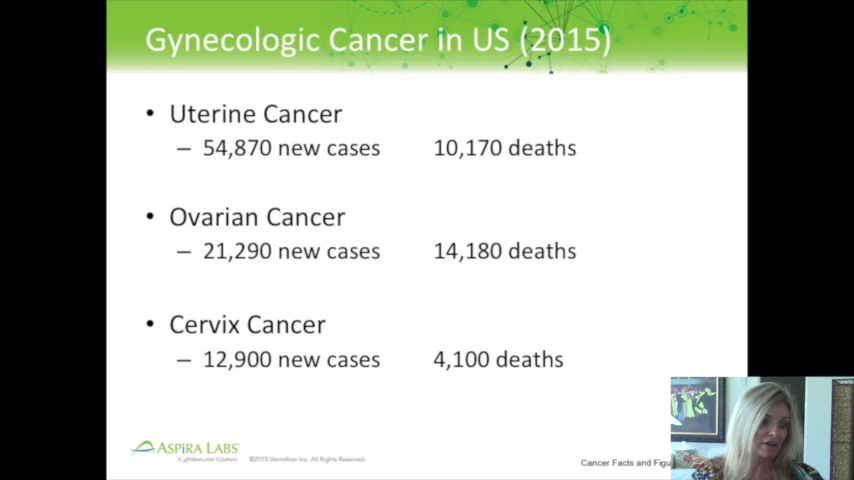 Gynecologic Cancer in US (2015)
• Uterine Cancer
– 54,870 new cases 10,170 deaths
• Ovarian Cancer
– 21,290 new cases 14,180 deaths
• Cervix Cancer
– 12,900 new cases 4,100 deaths
ASPiRA LABS
A Vermillion COMPANY
©2015 Vermillion Inc. All Rights Reserved.
Cancer Facts and Figu